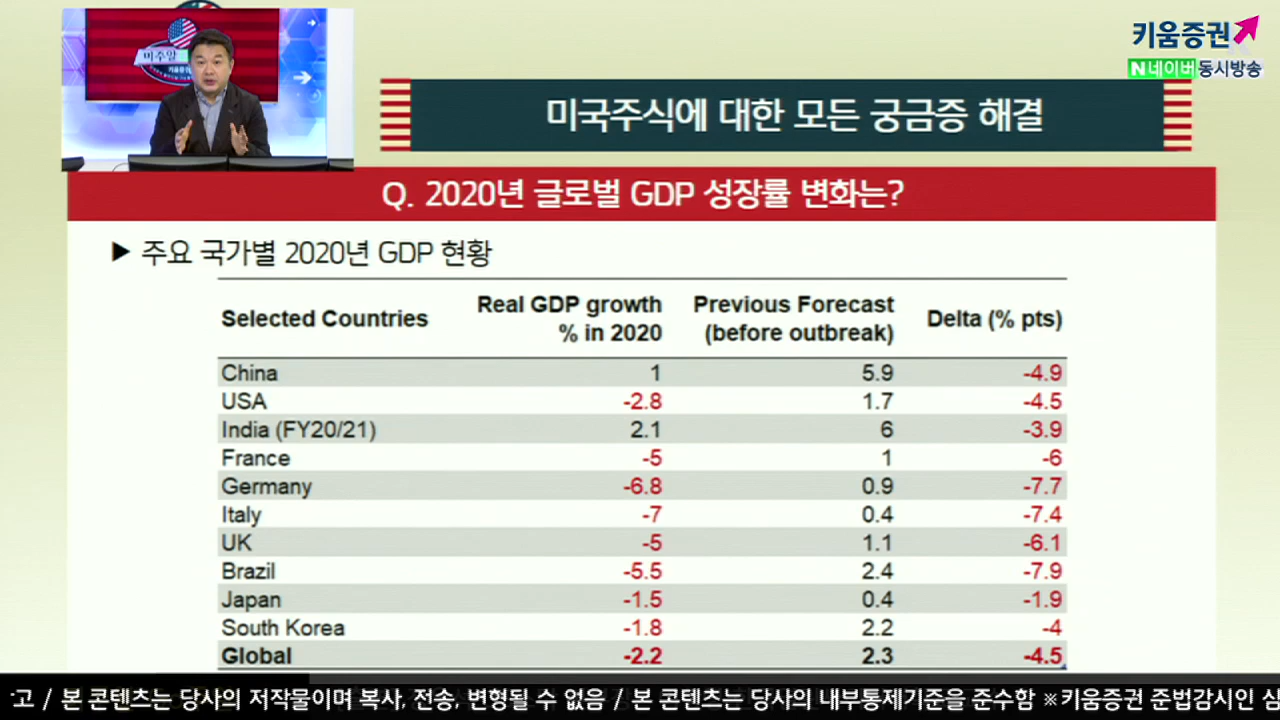 미주알
키움증권
N네이버 동시방송
미국주식에 대한 모든 궁금증 해결
Q. 2020년 글로벌 GDP 성장률 변화는?
▶ 주요 국가별 2020년 GDP 현황
Selected Countries Real GDP growth % in 2020 Previous Forecast (before outbreak) Delta (% pts)
China 1 5.9 -4.9
USA -2.8 1.7 -4.5
India (FY20/21) 2.1 6 -3.9
France -5 1 -6
Germany -6.8 0.9 -7.7
Italy -7 0.4 -7.4
UK -5 1.1 -6.1
Brazil -5.5 2.4 -7.9
Japan -1.5 0.4 -1.9
South Korea -1.8 2.2 -4
Global -2.2 2.3 -4.5
고 / 본 콘텐츠는 당사의 저작물이며 복사, 전송, 변형될 수 없음 / 본 콘텐츠는 당사의 내부통제기준을 준수함 ※키움증권 준법감시인 심